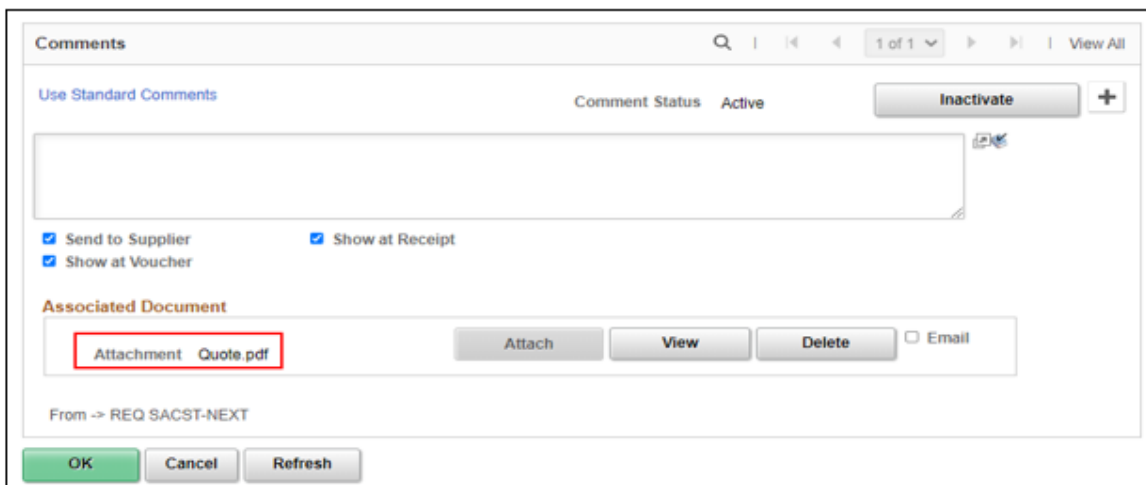 Comments 1 of 1 View All
Use Standard Comments Comment Status Active Inactivate
Send to Supplier Show at Receipt
Show at Voucher
Associated Document
Attachment Quote.pdf Attach View Delete Email
From -> REQ SACST-NEXT
OK Cancel Refresh